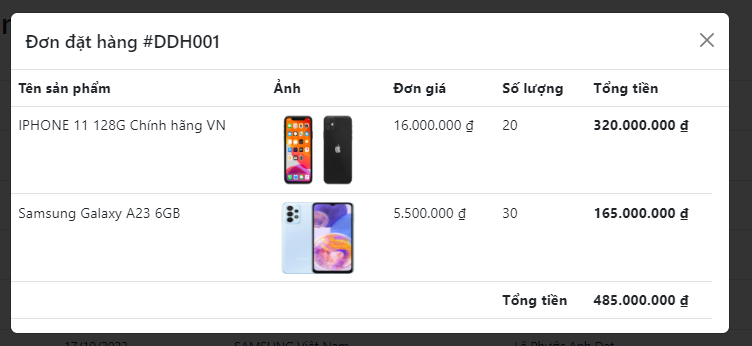 Đơn đặt hàng #DDH001
Tên sản phẩm Ảnh Đơn giá Số lượng Tổng tiền
IPHONE 11 128G Chính hãng VN 16.000.000 ₫ 20 320.000.000 ₫
Samsung Galaxy A23 6GB 5.500.000 ₫ 30 165.000.000 ₫
Tổng tiền 485.000.000 ₫